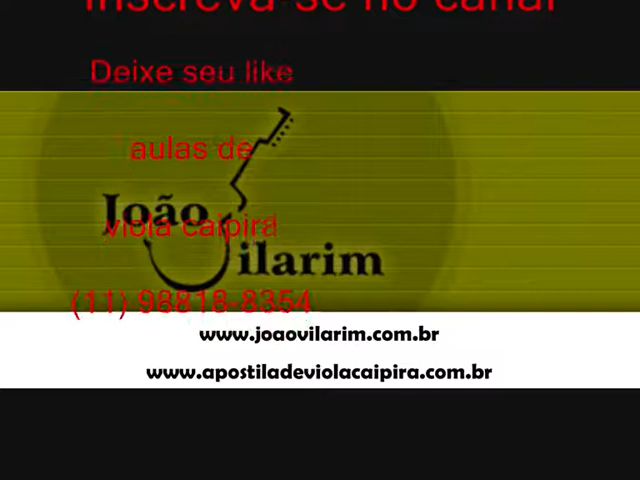 Inscreva-se no canal
Deixe seu like
aulas de
João
viola caipira
Vilarim
(11) 98818-8354
www.joaovilarim.com.br
www.apostiladeviolacaipira.com.br